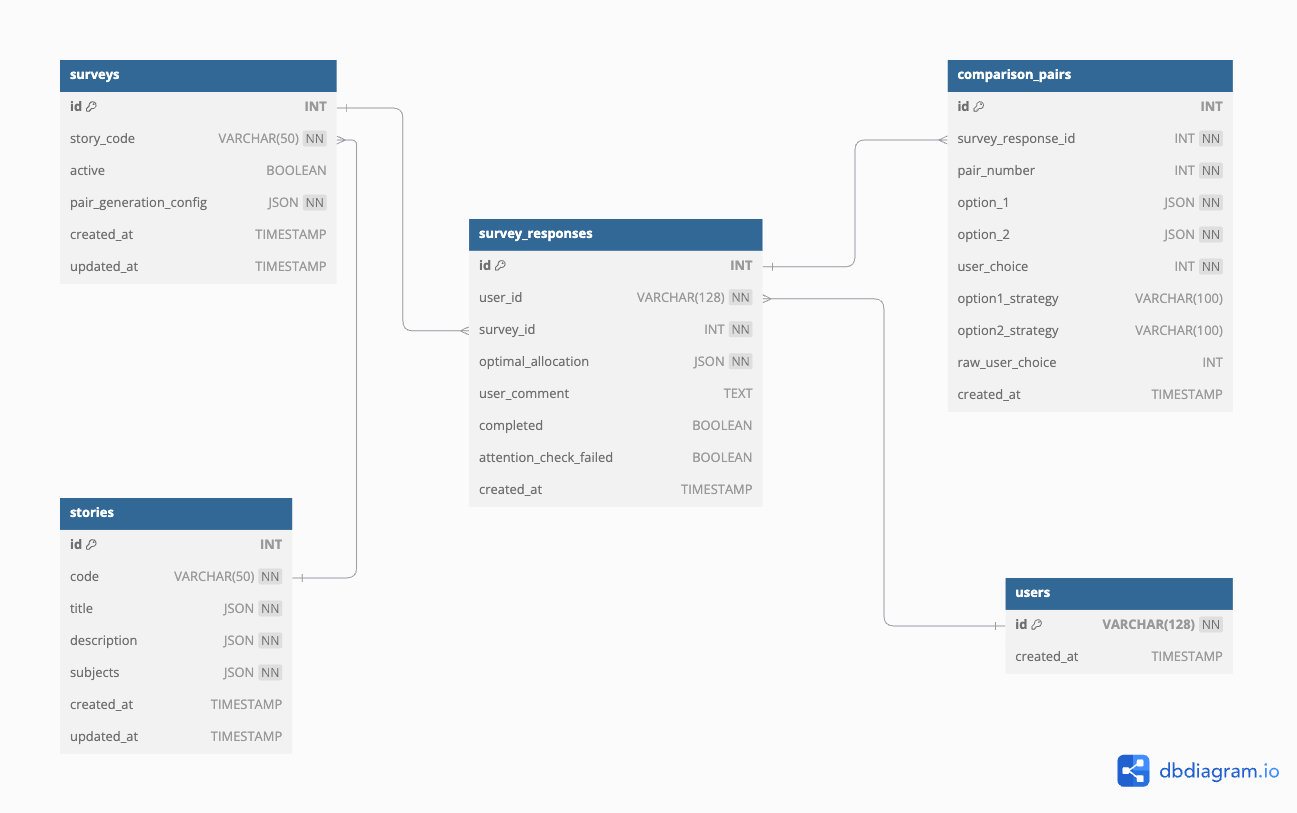 surveys
id INT
story_code VARCHAR(50) NN
active BOOLEAN
pair_generation_config JSON NN
created_at TIMESTAMP
updated_at TIMESTAMP
comparison_pairs
id INT
survey_response_id INT NN
pair_number INT NN
option_1 JSON NN
option_2 JSON NN
user_choice INT NN
option1_strategy VARCHAR(100)
option2_strategy VARCHAR(100)
raw_user_choice INT
created_at TIMESTAMP
survey_responses
id INT
user_id VARCHAR(128) NN
survey_id INT NN
optimal_allocation JSON NN
user_comment TEXT
completed BOOLEAN
attention_check_failed BOOLEAN
created_at TIMESTAMP
stories
id INT
code VARCHAR(50) NN
title JSON NN
description JSON NN
subjects JSON NN
created_at TIMESTAMP
updated_at TIMESTAMP
users
id VARCHAR(128) NN
created_at TIMESTAMP
dbdiagram.io